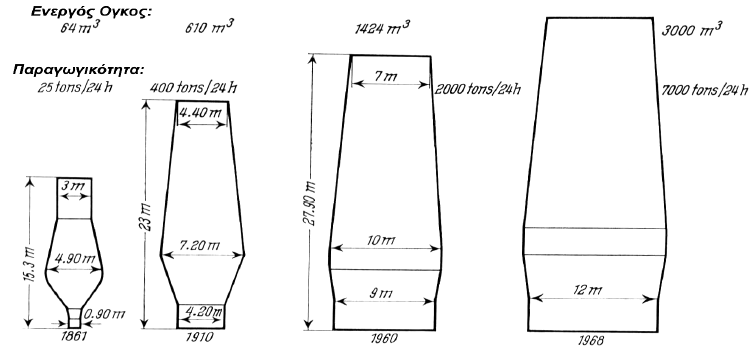 Ενεργός Ογκος:
64 m³ 610 m³ 1424 m³ 3000 m³
Παραγωγικότητα:
25 tons/24h 400 tons/24h 2000 tons/24h 7000 tons/24h
7 m
4.40 m
3 m
15.3 m
23 m
27.90 m
4.90 m
7.20 m
10 m
9 m
12 m
0.90 m
4.20 m
1861 1910 1960 1968